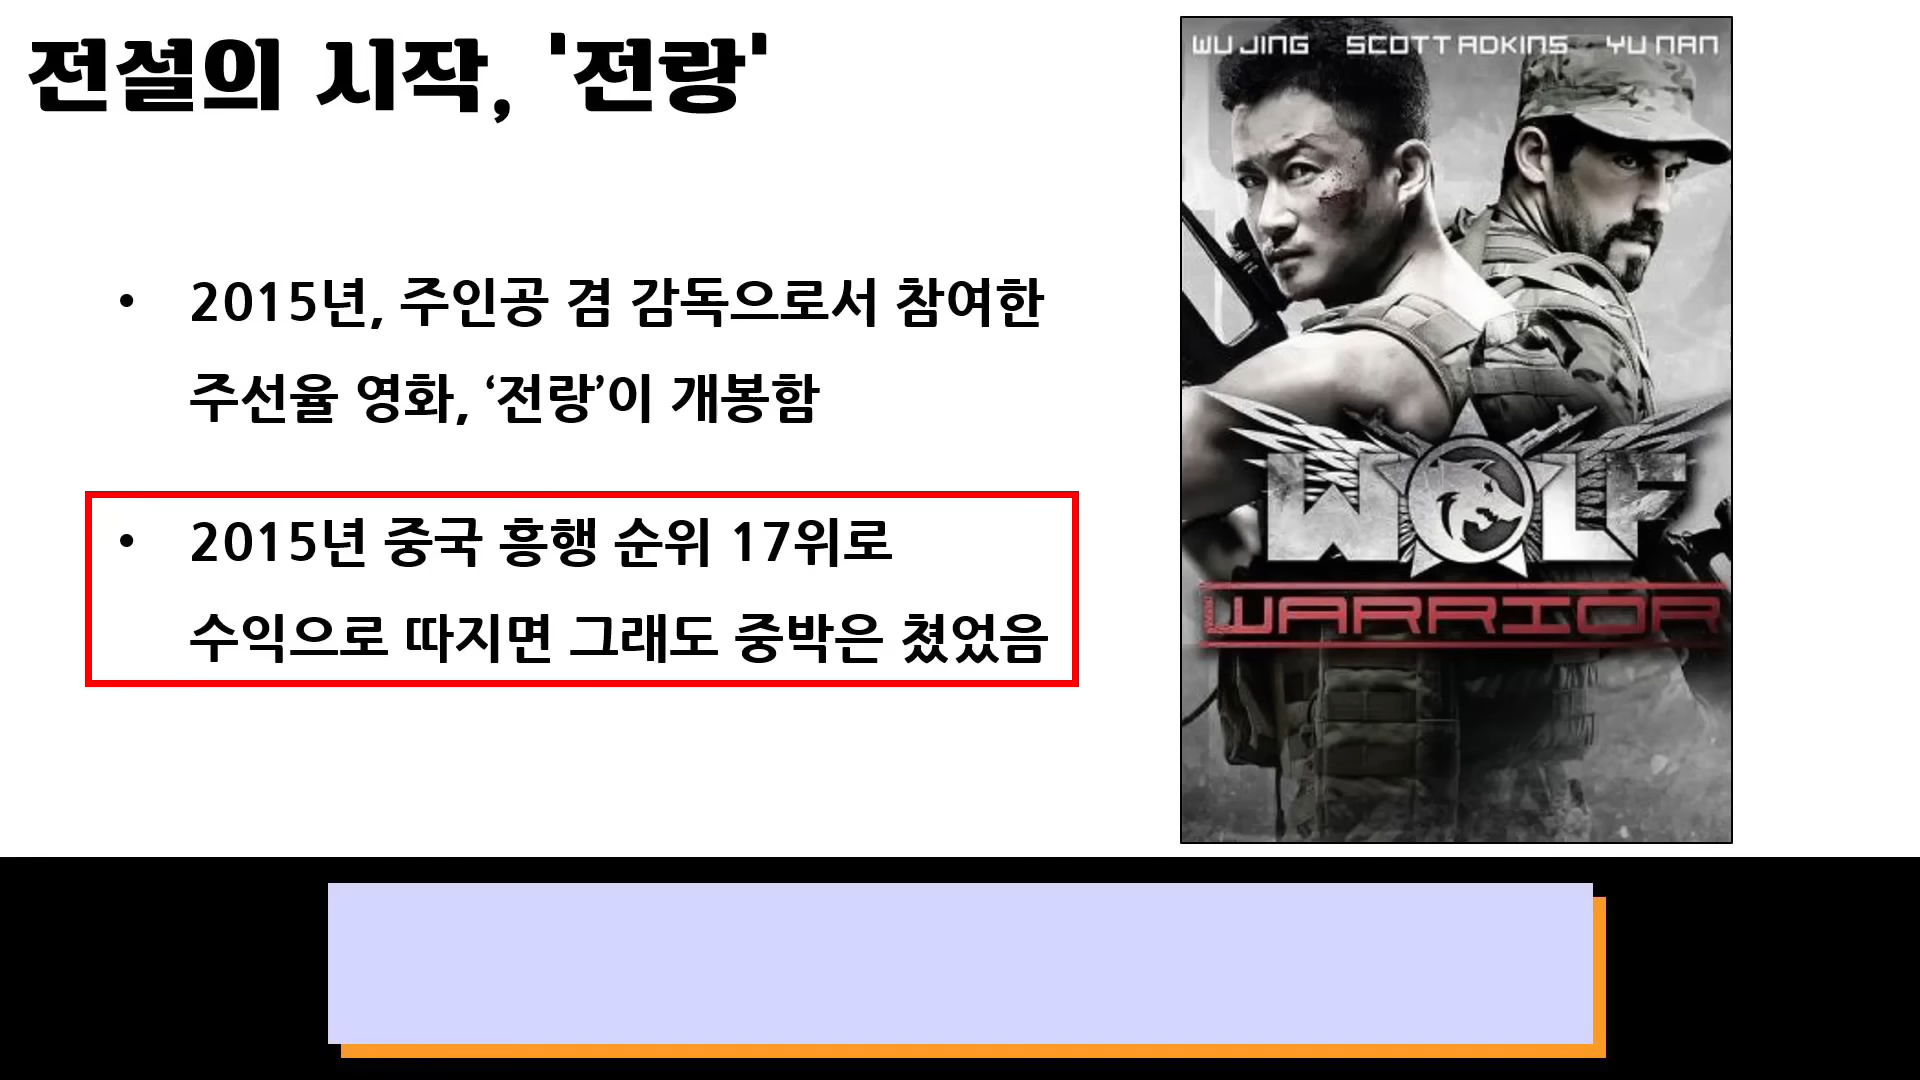 전설의 시작, '전랑'
• 2015년, 주인공 겸 감독으로서 참여한
주선율 영화, ‘전랑’이 개봉함
• 2015년 중국 흥행 순위 17위로
수익으로 따지면 그래도 중박은 쳤었음
WU JING SCOTT ADKINS YU NAN
WOLF
WARRIOR